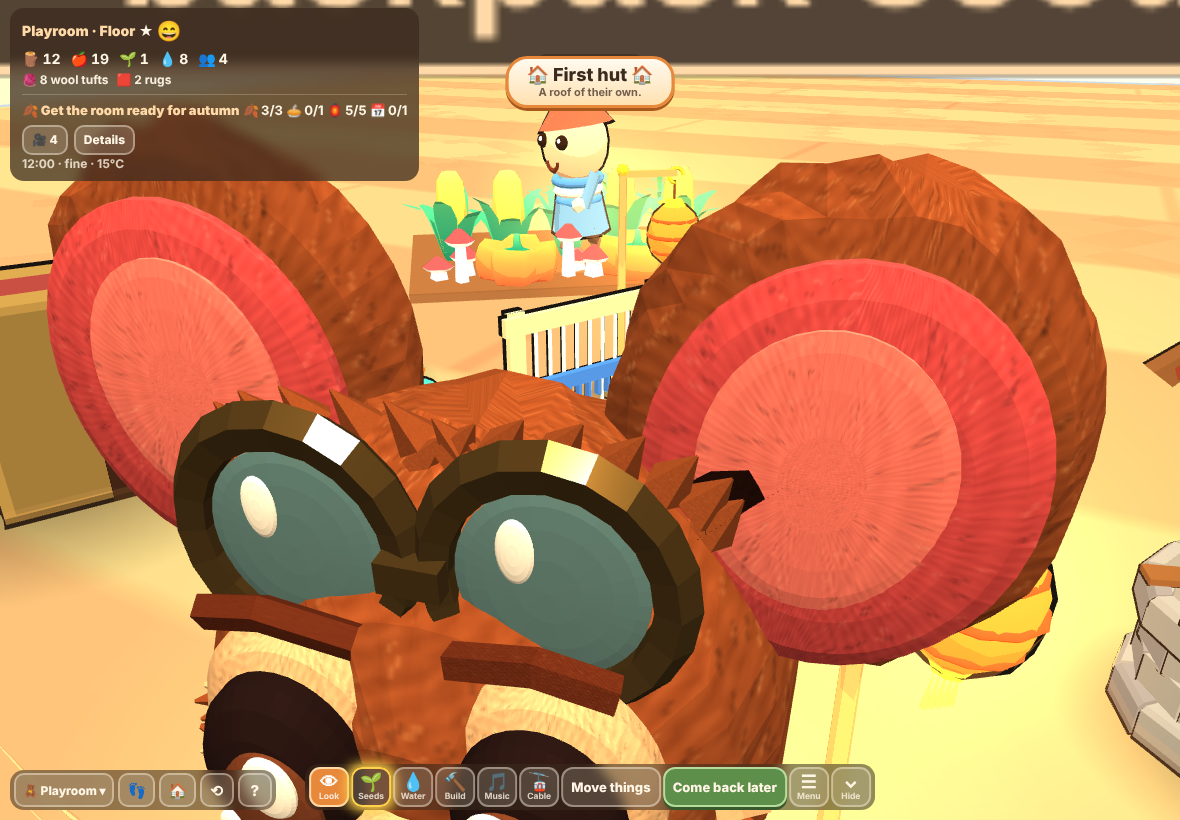 Playroom · Floor ★
12 19 1 8 4
8 wool tufts 2 rugs
Get the room ready for autumn 3/3 0/1 5/5 0/1
4 Details
12:00 · fine · 15°C
First hut
A roof of their own.
Playroom ▾
?
Look
Seeds
Water
Build
Music
Cable
Move things
Come back later
Menu
Hide